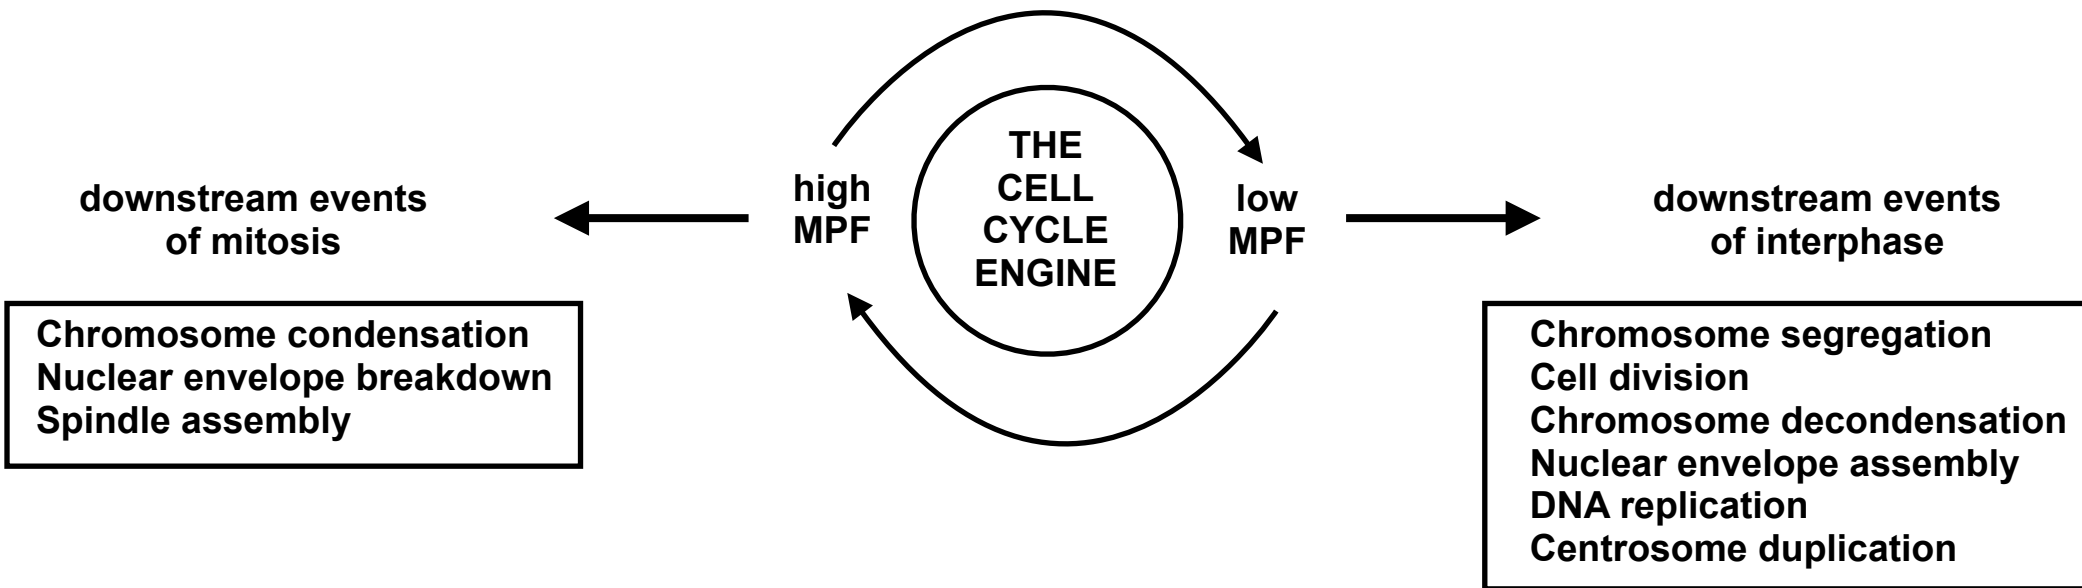 downstream events
of mitosis
Chromosome condensation
Nuclear envelope breakdown
Spindle assembly
high
MPF
THE
CELL
CYCLE
ENGINE
low
MPF
downstream events
of interphase
Chromosome segregation
Cell division
Chromosome decondensation
Nuclear envelope assembly
DNA replication
Centrosome duplication